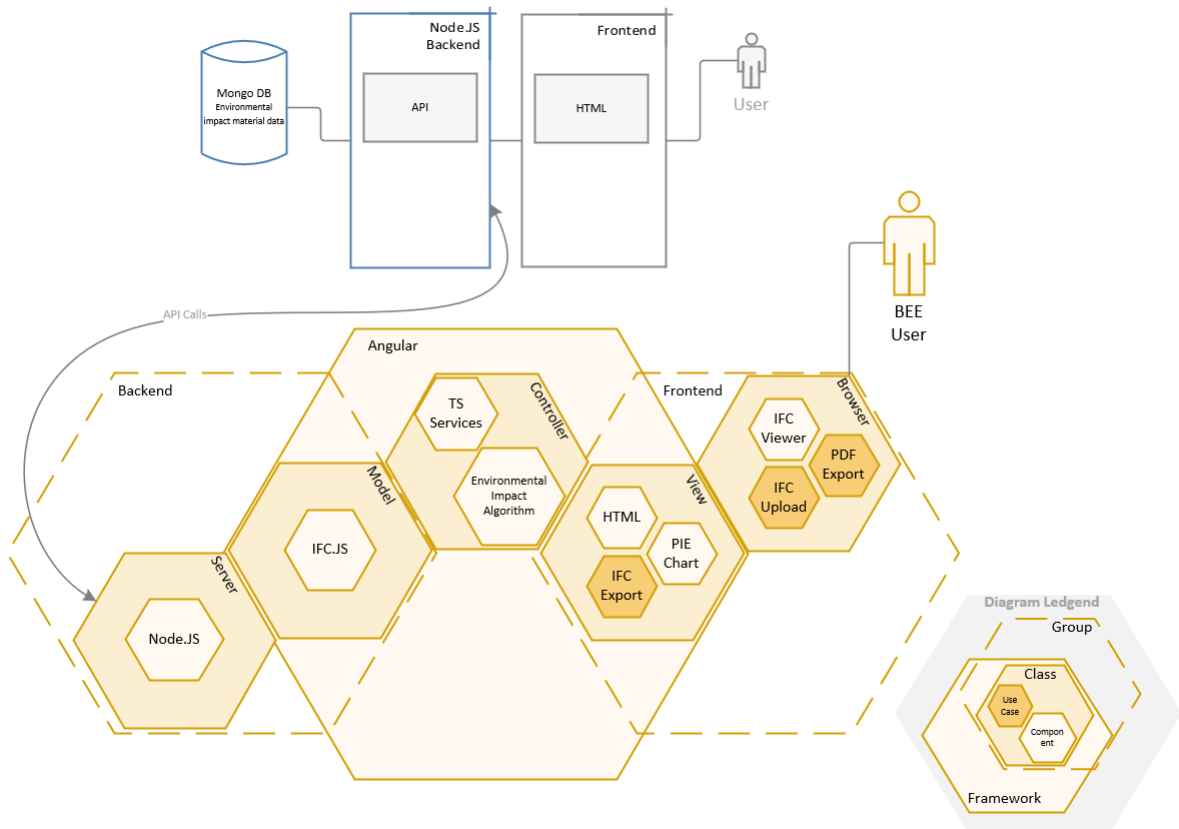 Node.JS
Backend
Frontend
Mongo DB
Environmental
impact material data
API
HTML
User
BEE
User
API Calls
Angular
Backend
Frontend
Controller
Browser
TS
Services
IFC
Viewer
PDF
Export
Environmental
Impact
Algorithm
Model
View
IFC
Upload
HTML
IFC.JS
PIE
Chart
IFC
Export
Server
Node.JS
Diagram Ledgend
Group
Class
Use
Case
Compon
ent
Framework